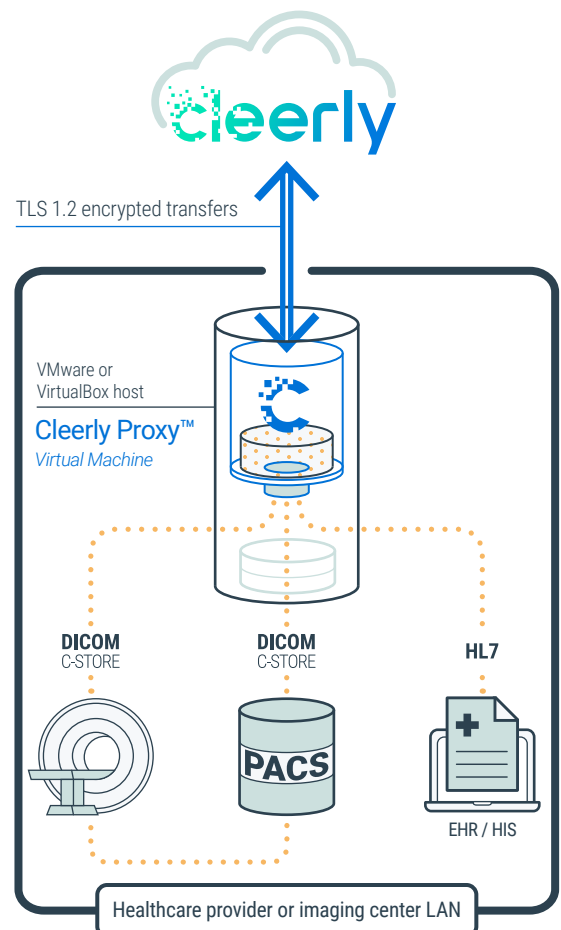 cleerly
TLS 1.2 encrypted transfers
VMware or
VirtualBox host
Cleerly Proxy™
Virtual Machine
C
DICOM
C-STORE
DICOM
C-STORE
HL7
PACS
EHR / HIS
Healthcare provider or imaging center LAN